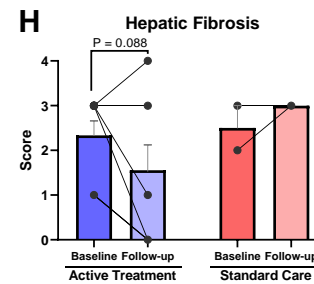 H
Hepatic Fibrosis
P = 0.088
4
3
2
1
0
Score
Baseline Follow-up Baseline Follow-up
Active Treatment Standard Care